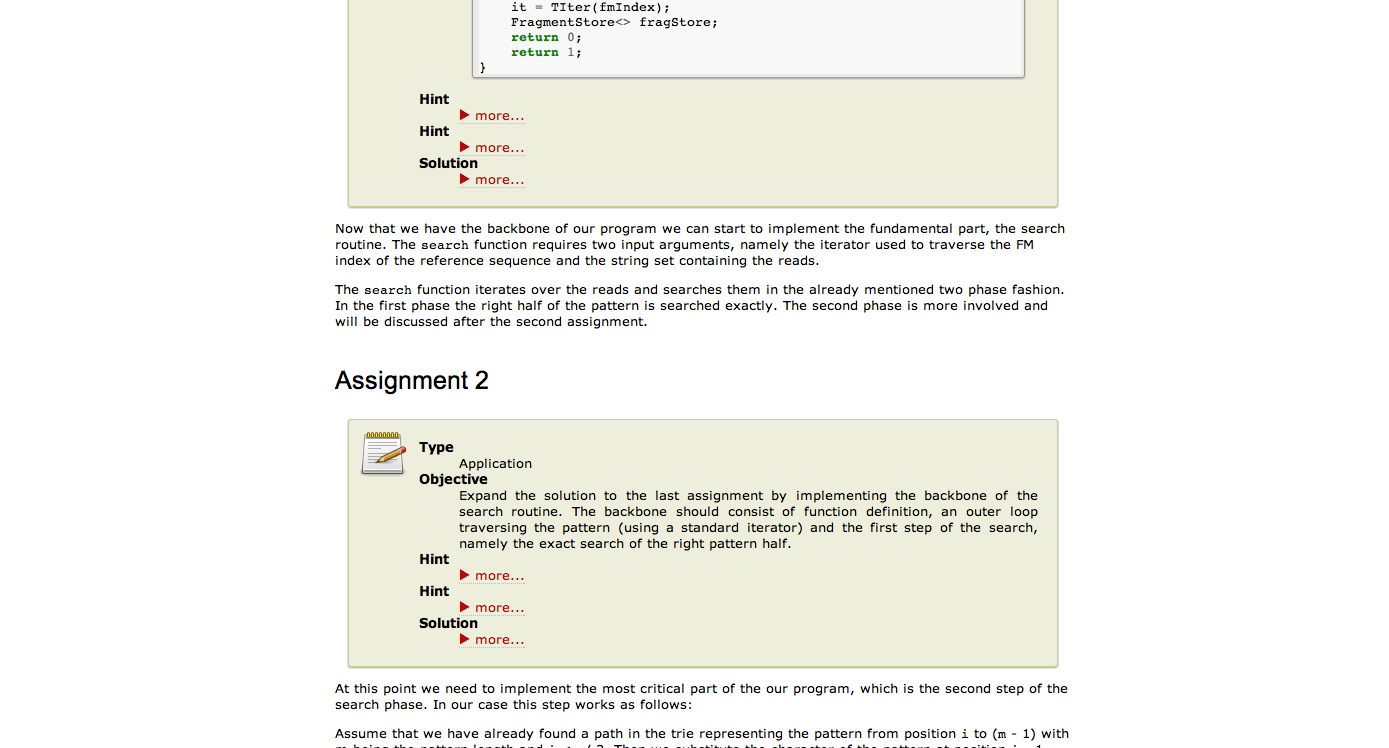 it = TIter(fmIndex);
FragmentStore<> fragStore;
return 0;
return 1;
}
Hint
more...
Hint
more...
Solution
more...
Now that we have the backbone of our program we can start to implement the fundamental part, the search
routine. The search function requires two input arguments, namely the iterator used to traverse the FM
index of the reference sequence and the string set containing the reads.
The search function iterates over the reads and searches them in the already mentioned two phase fashion.
In the first phase the right half of the pattern is searched exactly. The second phase is more involved and
will be discussed after the second assignment.
Assignment 2
Type
Application
Objective
Expand the solution to the last assignment by implementing the backbone of the
search routine. The backbone should consist of function definition, an outer loop
traversing the pattern (using a standard iterator) and the first step of the search,
namely the exact search of the right pattern half.
Hint
more...
Hint
more...
Solution
more...
At this point we need to implement the most critical part of the our program, which is the second step of the
search phase. In our case this step works as follows:
Assume that we have already found a path in the trie representing the pattern from position i to (m - 1) with